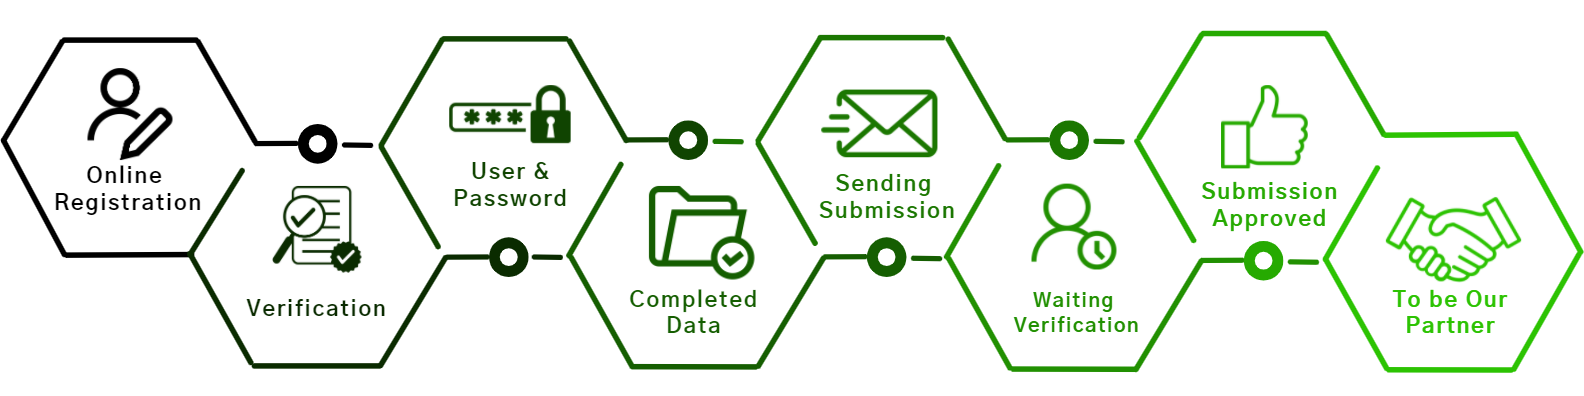 Online
Registration
Verification
User &
Password
***
Completed
Data
Sending
Submission
Waiting
Verification
Submission
Approved
To be Our
Partner